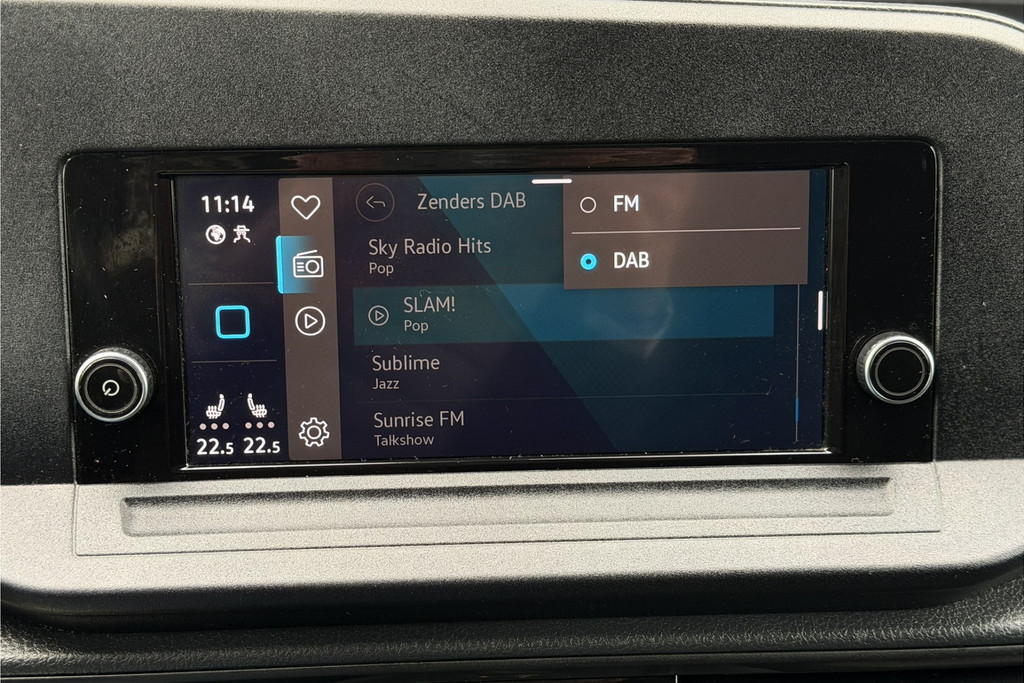 11:14
Zenders DAB
FM
DAB
Sky Radio Hits
Pop
SLAM!
Pop
Sublime
Jazz
Sunrise FM
Talkshow
22.5 22.5